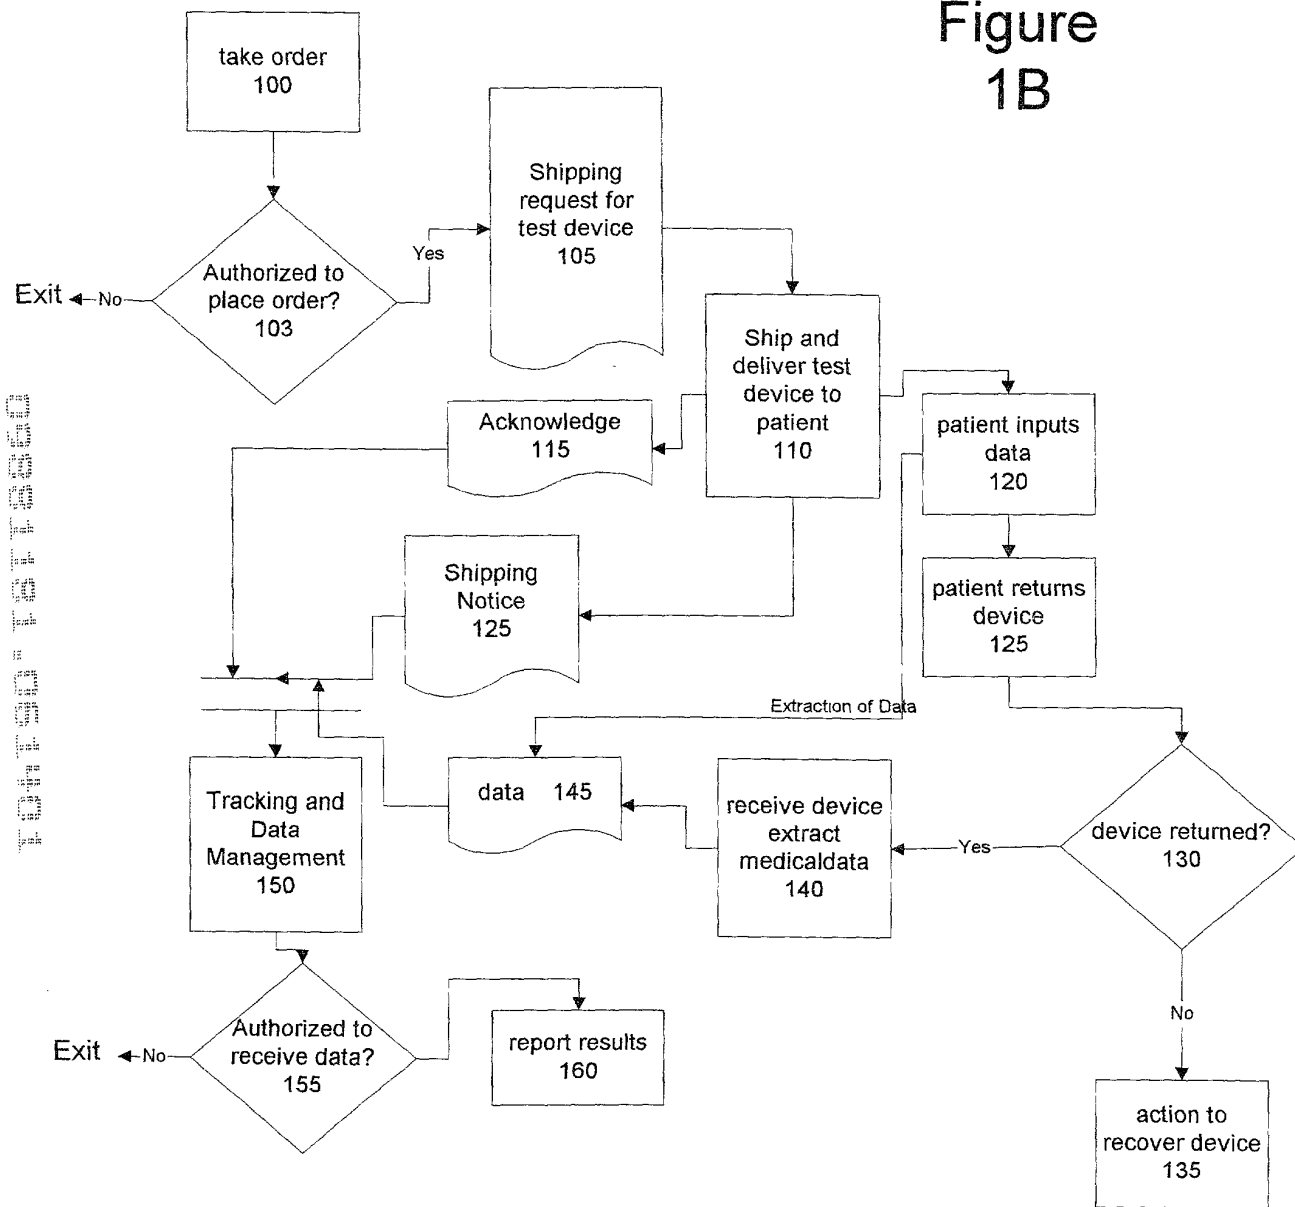 Figure
1B
take order
100
Authorized to
place order?
103
Exit
No
Yes
Shipping
request for
test device
105
Ship and
deliver test
device to
patient
110
Acknowledge
115
patient inputs
data
120
Shipping
Notice
125
patient returns
device
125
Extraction of Data
data 145
receive device
extract
medicaldata
140
Yes
device returned?
130
No
action to
recover device
135
Tracking and
Data
Management
150
Authorized to
receive data?
155
Exit
No
report results
160
09881181.061401